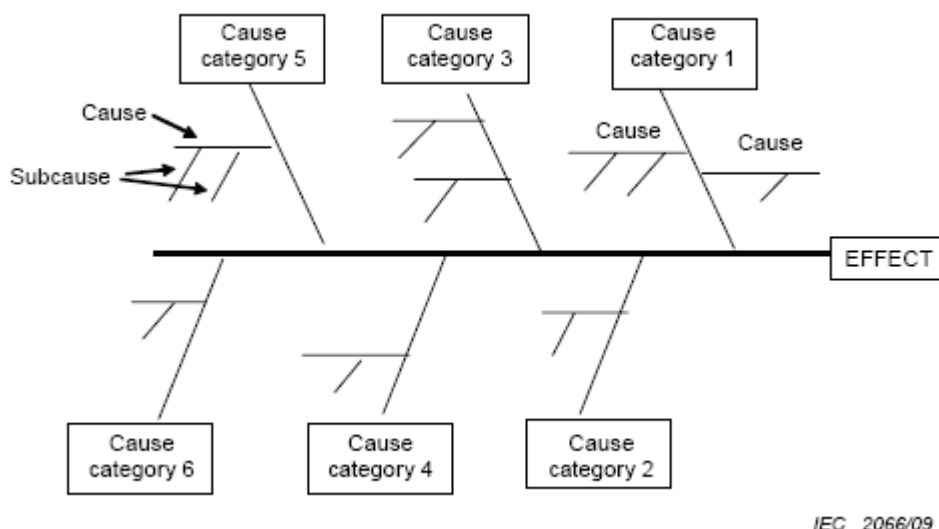 Cause
category 5
Cause
category 3
Cause
category 1
Cause
Cause
Cause
Subcause
EFFECT
Cause
category 6
Cause
category 4
Cause
category 2
IEC 2066/09